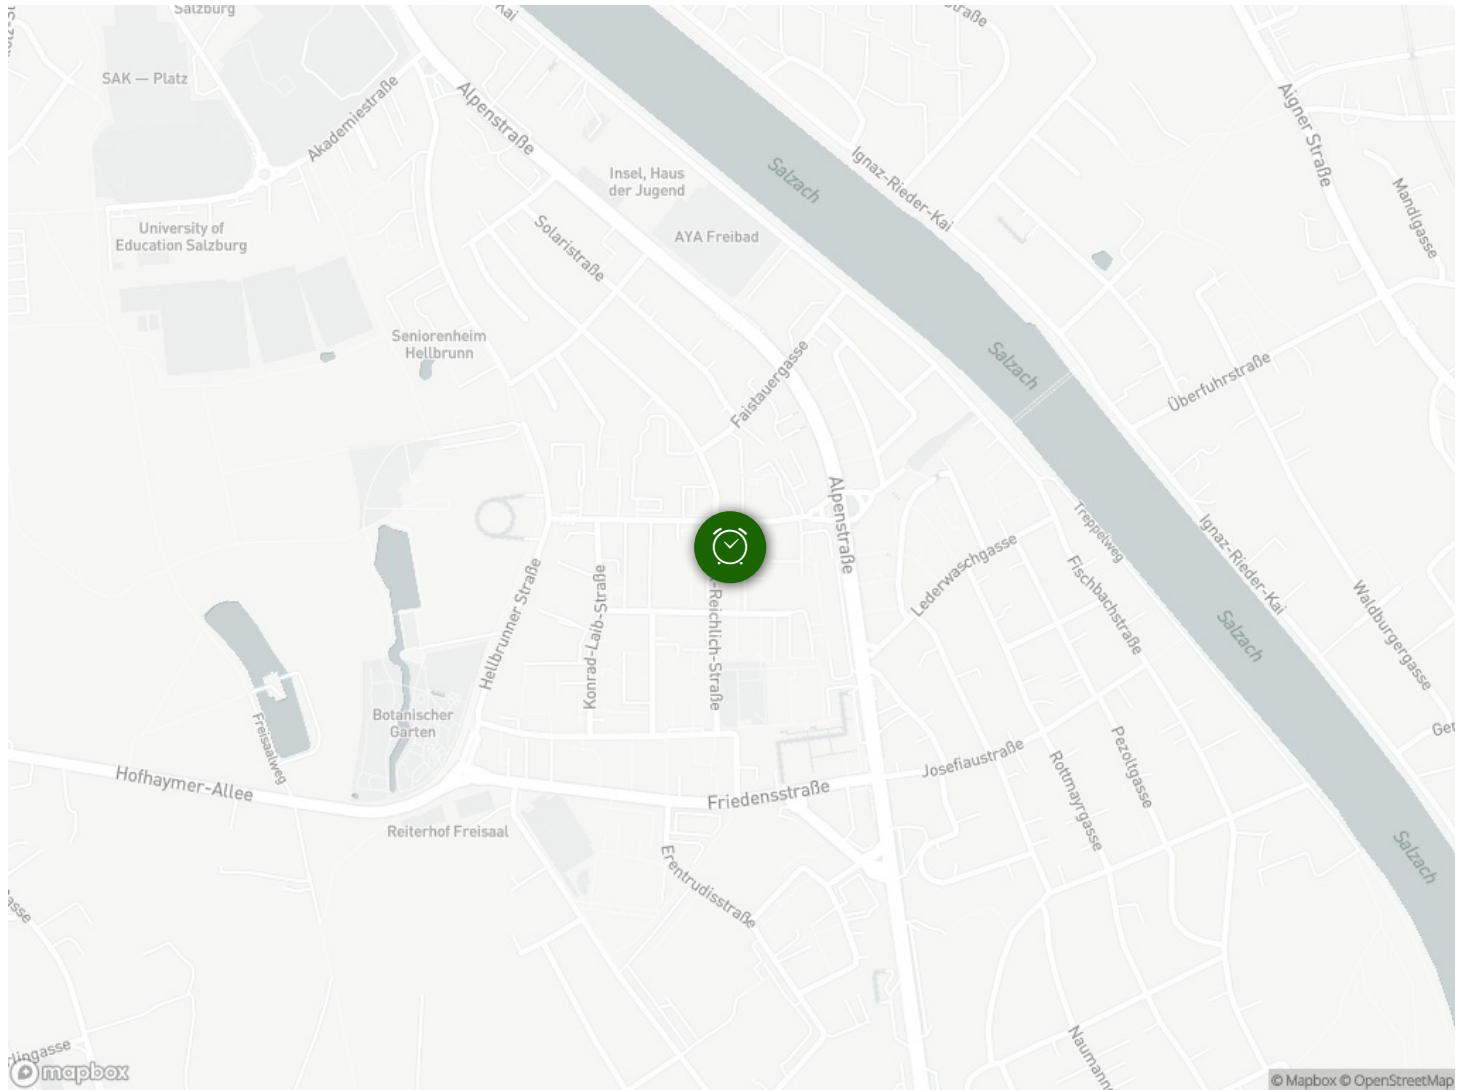 Salzburg
SAK — Platz
Akademiestraße
Alpenstraße
Insel, Haus
der Jugend
Salzach
Ignaz-Rieder-Kai
Aigner Straße
Mandlgasse
University of
Education Salzburg
Solaristraße
AYA Freibad
Seniorenheim
Hellbrunn
Faistauergasse
Salzach
Überfuhrstraße
Alpenstraße
Treppelweg
Ignaz-Rieder-Kai
Lederwaschgasse
Fischbachstraße
Salzach
Waldburgergasse
Hellbrunner Straße
Konrad-Laib-Straße
-Reichlich-Straße
Botanischer
Garten
Freisaalweg
Hofhaymer-Allee
Friedensstraße
Josefiaustraße
Rottmayrgasse
Pezoltgasse
Reiterhof Freisaal
Erentrudisstraße
Salzach
mapbox
© Mapbox © OpenStreetMap